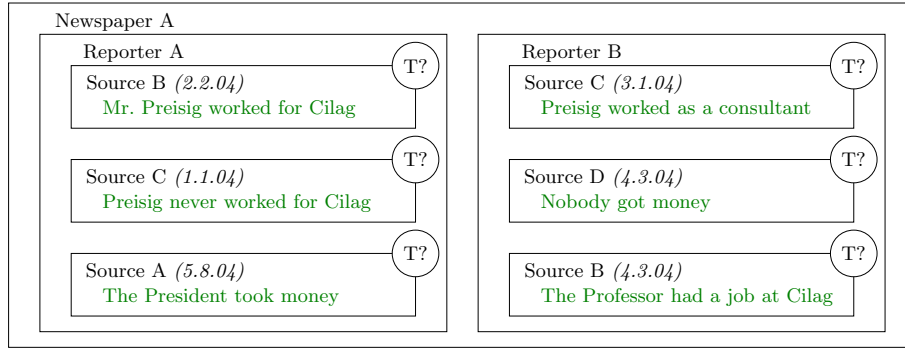 Newspaper A
Reporter A
T?
Source B (2.2.04)
Mr. Preisig worked for Cilag
T?
Source C (1.1.04)
Preisig never worked for Cilag
T?
Source A (5.8.04)
The President took money
Reporter B
T?
Source C (3.1.04)
Preisig worked as a consultant
T?
Source D (4.3.04)
Nobody got money
T?
Source B (4.3.04)
The Professor had a job at Cilag